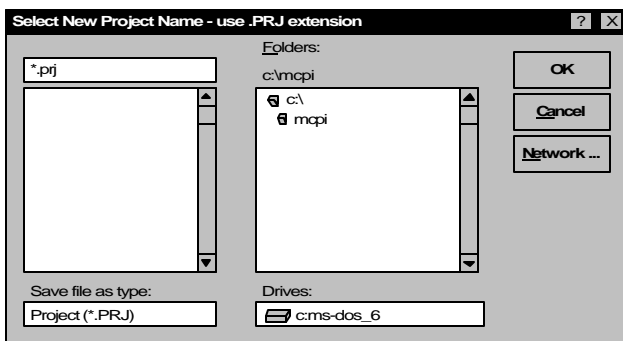 Select New Project Name - use .PRJ extension
? X
Folders:
*.prj
c:\mcpi
OK
c:\
mcpi
Cancel
Network ...
Save file as type:
Drives:
Project (*.PRJ)
c:ms-dos_6